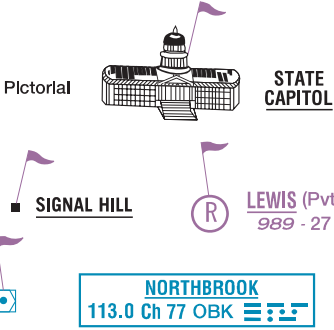 Pictorial
STATE
CAPITOL
SIGNAL HILL
R
LEWIS (Pvt
989 - 27
NORTHBROOK
113.0 Ch 77 OBK